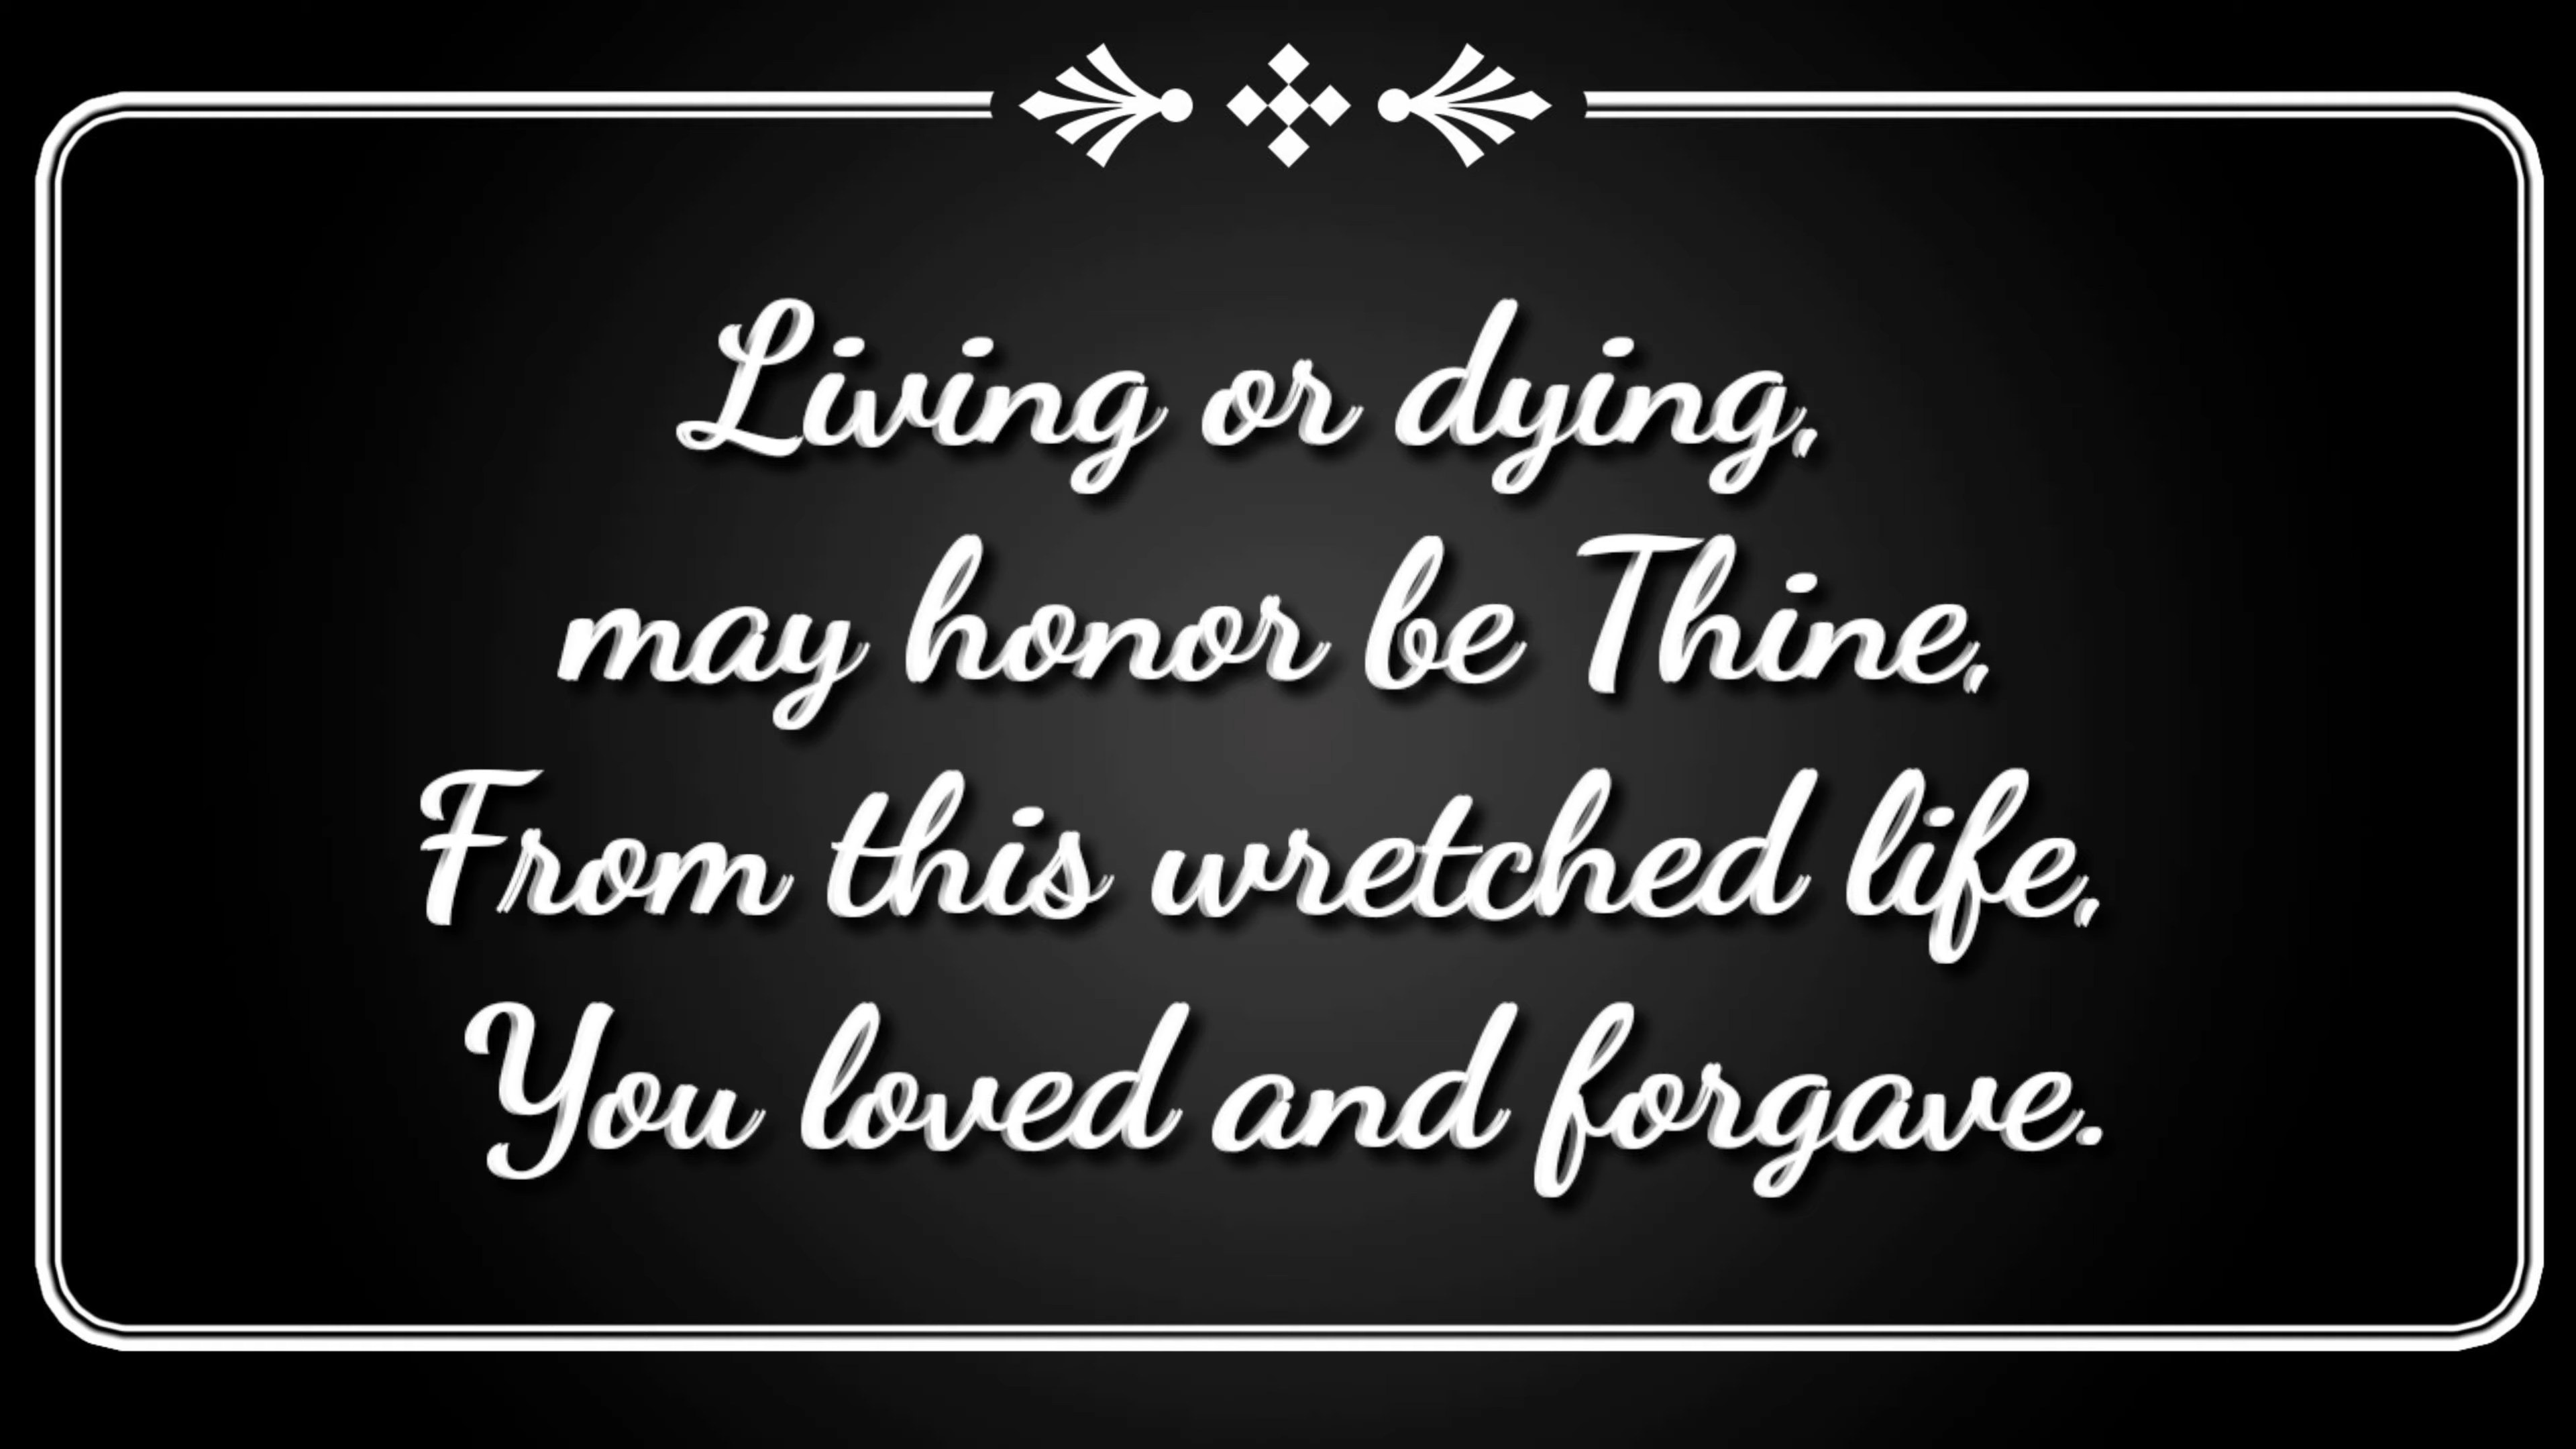 Living or dying,
may honor be Thine,
From this wretched life,
You loved and forgave.